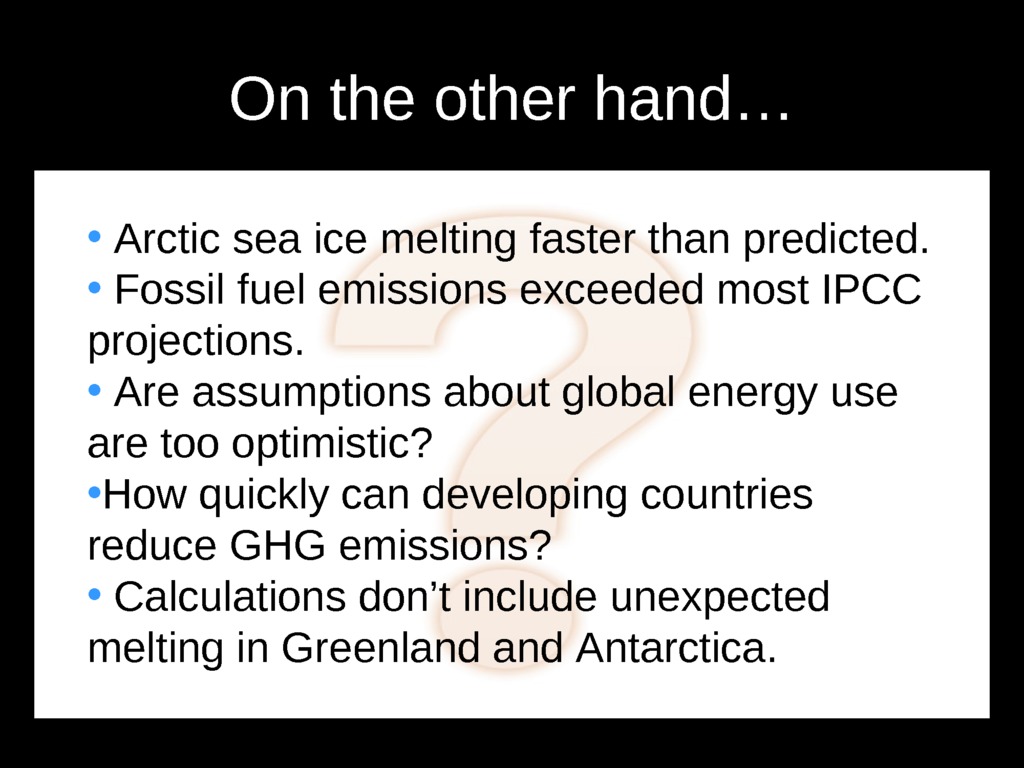 On the other hand…
• Arctic sea ice melting faster than predicted.
• Fossil fuel emissions exceeded most IPCC
projections.
• Are assumptions about global energy use
are too optimistic?
•How quickly can developing countries
reduce GHG emissions?
• Calculations don’t include unexpected
melting in Greenland and Antarctica.